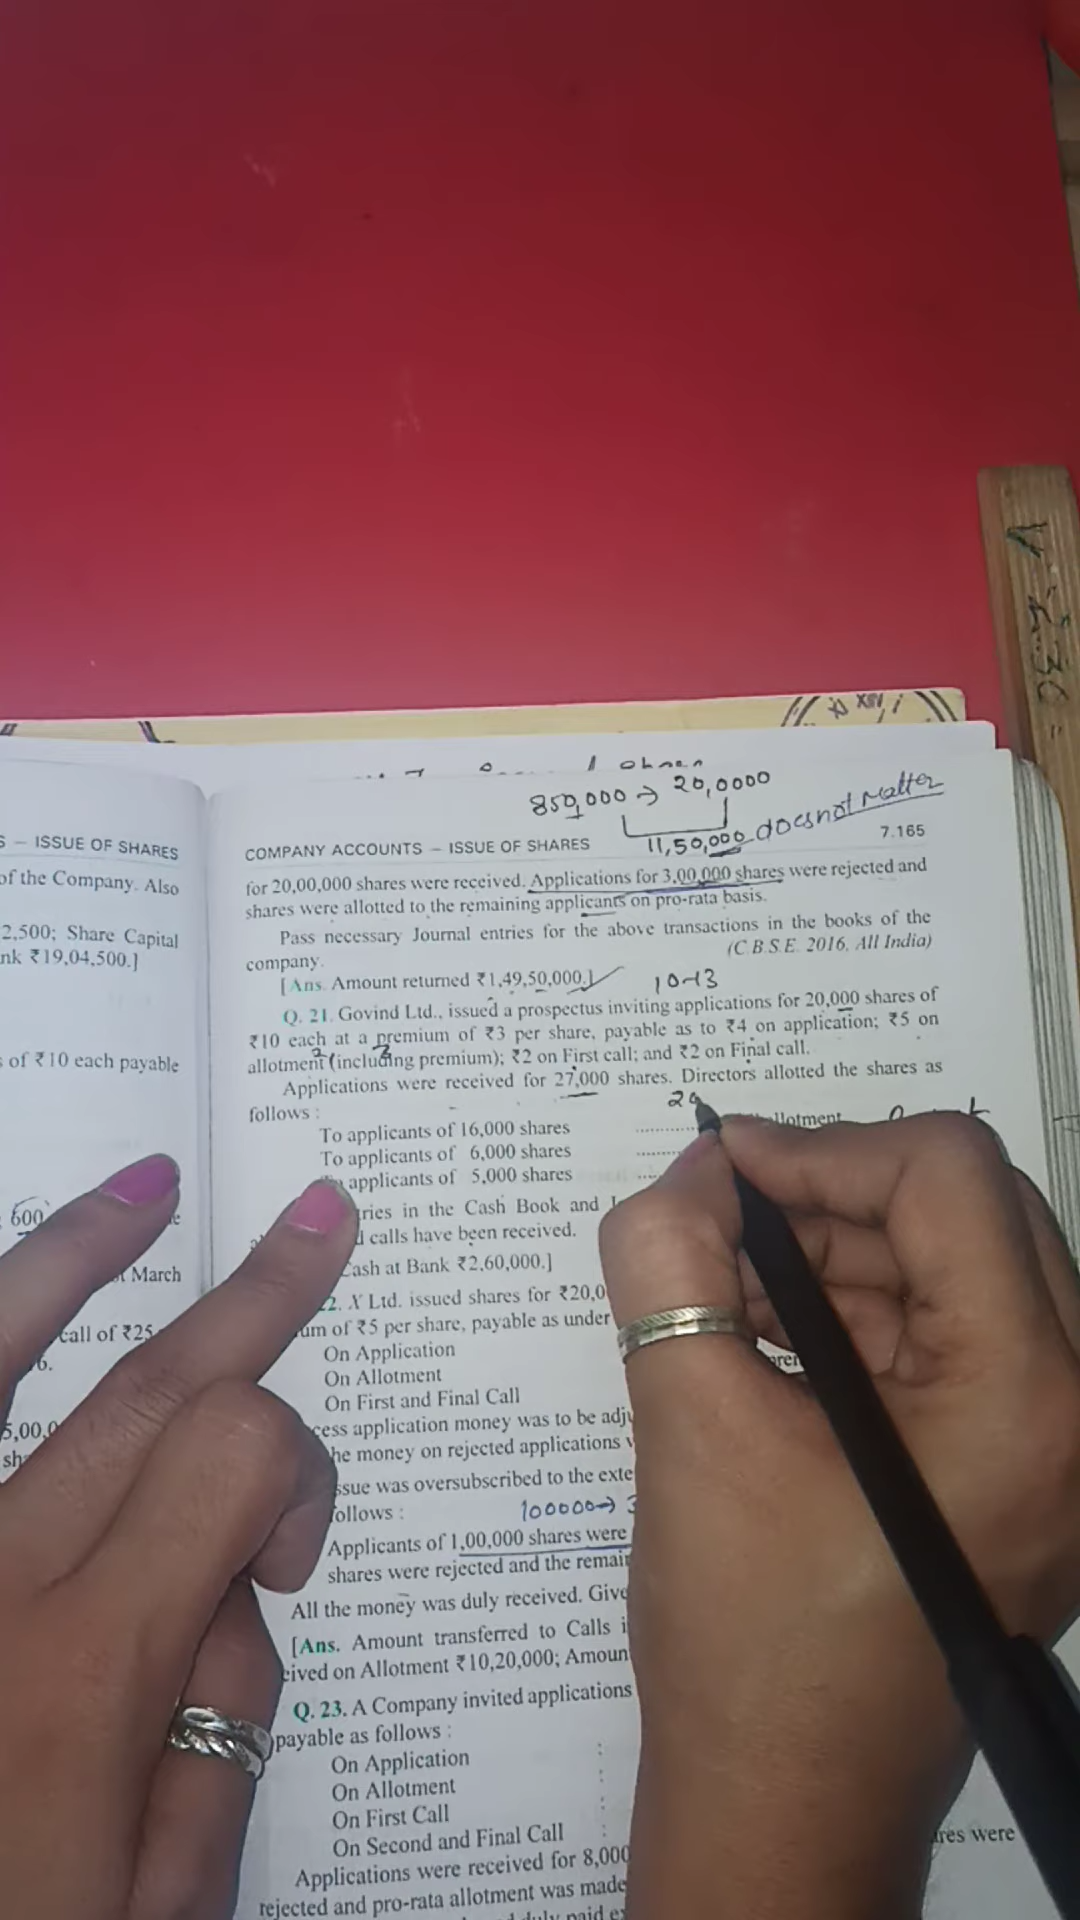 850,000 → 20,0000
11,50,000 does not matter
S – ISSUE OF SHARES
of the Company. Also
2,500; Share Capital
nk ₹19,04,500.]
s of ₹10 each payable
600
March
call of ₹25
6.
5,00,0
COMPANY ACCOUNTS – ISSUE OF SHARES
7.165
for 20,00,000 shares were received. Applications for 3,00,000 shares were rejected and
shares were allotted to the remaining applicants on pro-rata basis.
Pass necessary Journal entries for the above transactions in the books of the
company.
(C.B.S.E. 2016, All India)
[Ans. Amount returned ₹1,49,50,000.]
10+3
Q. 21. Govind Ltd., issued a prospectus inviting applications for 20,000 shares of
₹10 each at a premium of ₹3 per share, payable as to ₹4 on application; ₹5 on
allotment (including premium); ₹2 on First call; and ₹2 on Final call.
2 3
Applications were received for 27,000 shares. Directors allotted the shares as
follows :
To applicants of 16,000 shares
llotment
To applicants of 6,000 shares
applicants of 5,000 shares
ries in the Cash Book and
calls have been received.
Cash at Bank ₹2,60,000.]
2. X Ltd. issued shares for ₹20,0
um of ₹5 per share, payable as under
On Application
On Allotment
On First and Final Call
cess application money was to be adju
he money on rejected applications
ssue was oversubscribed to the exte
ollows :
100000→ 3
Applicants of 1,00,000 shares were
shares were rejected and the remai
All the money was duly received. Give
[Ans. Amount transferred to Calls i
eived on Allotment ₹10,20,000; Amoun
Q. 23. A Company invited applications
payable as follows :
On Application :
On Allotment :
On First Call :
On Second and Final Call :
Applications were received for 8,000
rejected and pro-rata allotment was made
res were